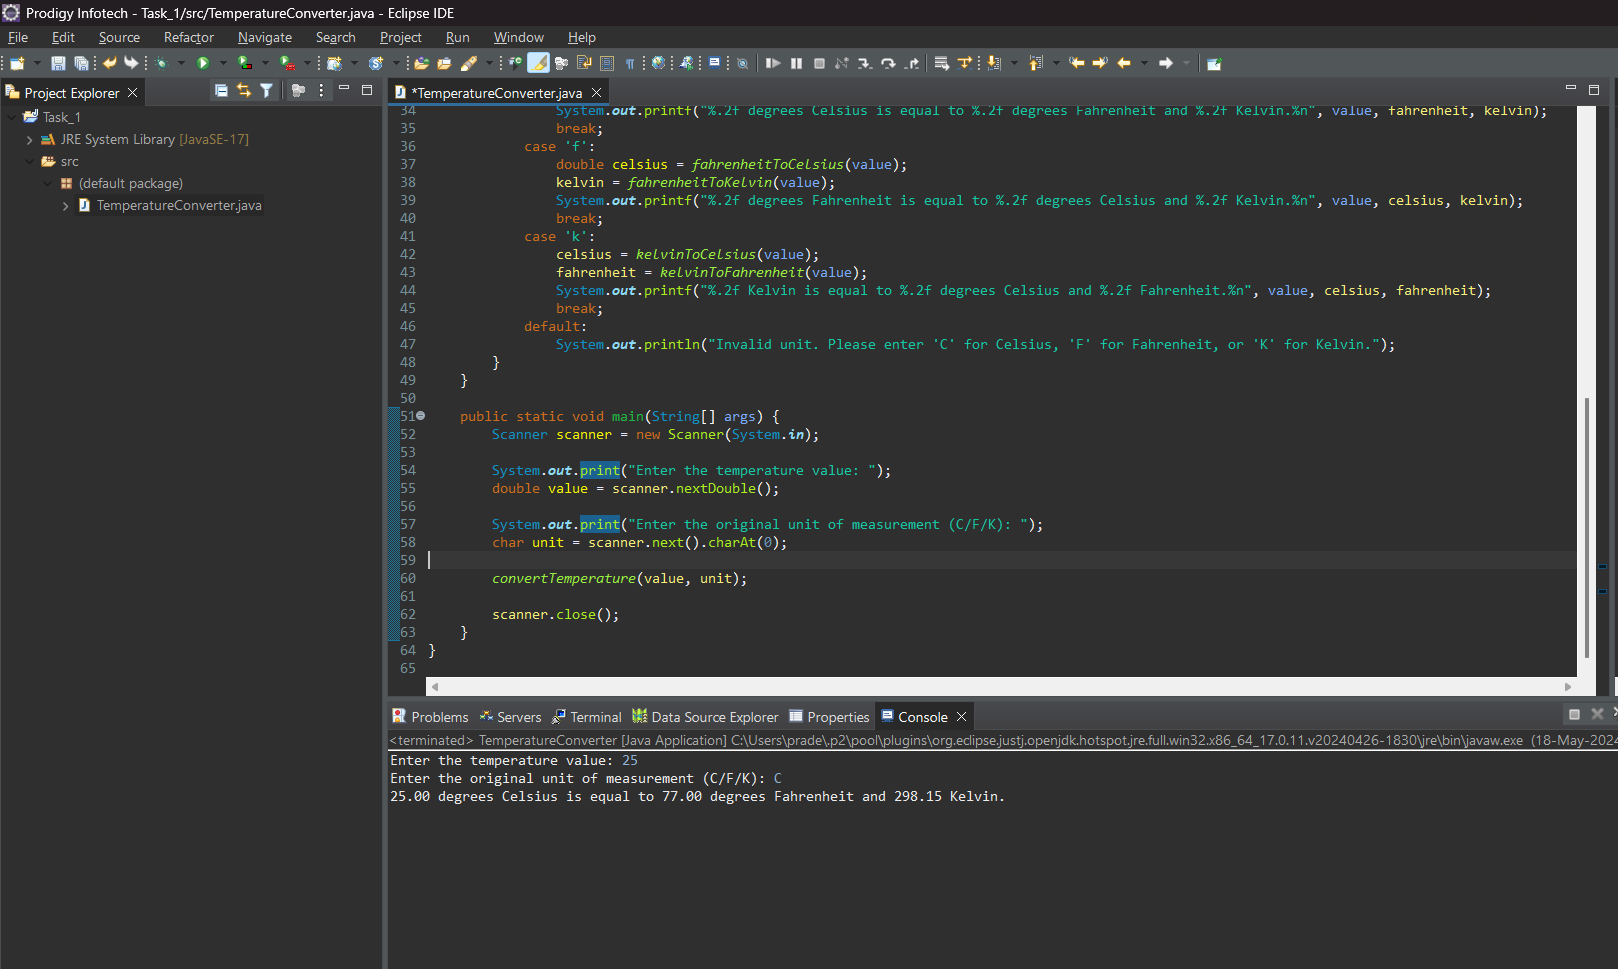 Prodigy Infotech - Task_1/src/TemperatureConverter.java - Eclipse IDE
File Edit Source Refactor Navigate Search Project Run Window Help
Project Explorer
Task_1
JRE System Library [JavaSE-17]
src
(default package)
TemperatureConverter.java
*TemperatureConverter.java
34 System.out.printf("%.2f degrees Celsius is equal to %.2f degrees Fahrenheit and %.2f Kelvin.%n", value, fahrenheit, kelvin);
35 break;
36 case 'f':
37 double celsius = fahrenheitToCelsius(value);
38 kelvin = fahrenheitToKelvin(value);
39 System.out.printf("%.2f degrees Fahrenheit is equal to %.2f degrees Celsius and %.2f Kelvin.%n", value, celsius, kelvin);
40 break;
41 case 'k':
42 celsius = kelvinToCelsius(value);
43 fahrenheit = kelvinToFahrenheit(value);
44 System.out.printf("%.2f Kelvin is equal to %.2f degrees Celsius and %.2f Fahrenheit.%n", value, celsius, fahrenheit);
45 break;
46 default:
47 System.out.println("Invalid unit. Please enter 'C' for Celsius, 'F' for Fahrenheit, or 'K' for Kelvin.");
48 }
49 }
50
51 public static void main(String[] args) {
52 Scanner scanner = new Scanner(System.in);
53
54 System.out.print("Enter the temperature value: ");
55 double value = scanner.nextDouble();
56
57 System.out.print("Enter the original unit of measurement (C/F/K): ");
58 char unit = scanner.next().charAt(0);
59
60 convertTemperature(value, unit);
61
62 scanner.close();
63 }
64 }
65
Problems Servers Terminal Data Source Explorer Properties Console
<terminated> TemperatureConverter [Java Application] C:\Users\prade\.p2\pool\plugins\org.eclipse.justj.openjdk.hotspot.jre.full.win32.x86_64_17.0.11.v20240426-1830\jre\bin\javaw.exe (18-May-2024
Enter the temperature value: 25
Enter the original unit of measurement (C/F/K): C
25.00 degrees Celsius is equal to 77.00 degrees Fahrenheit and 298.15 Kelvin.